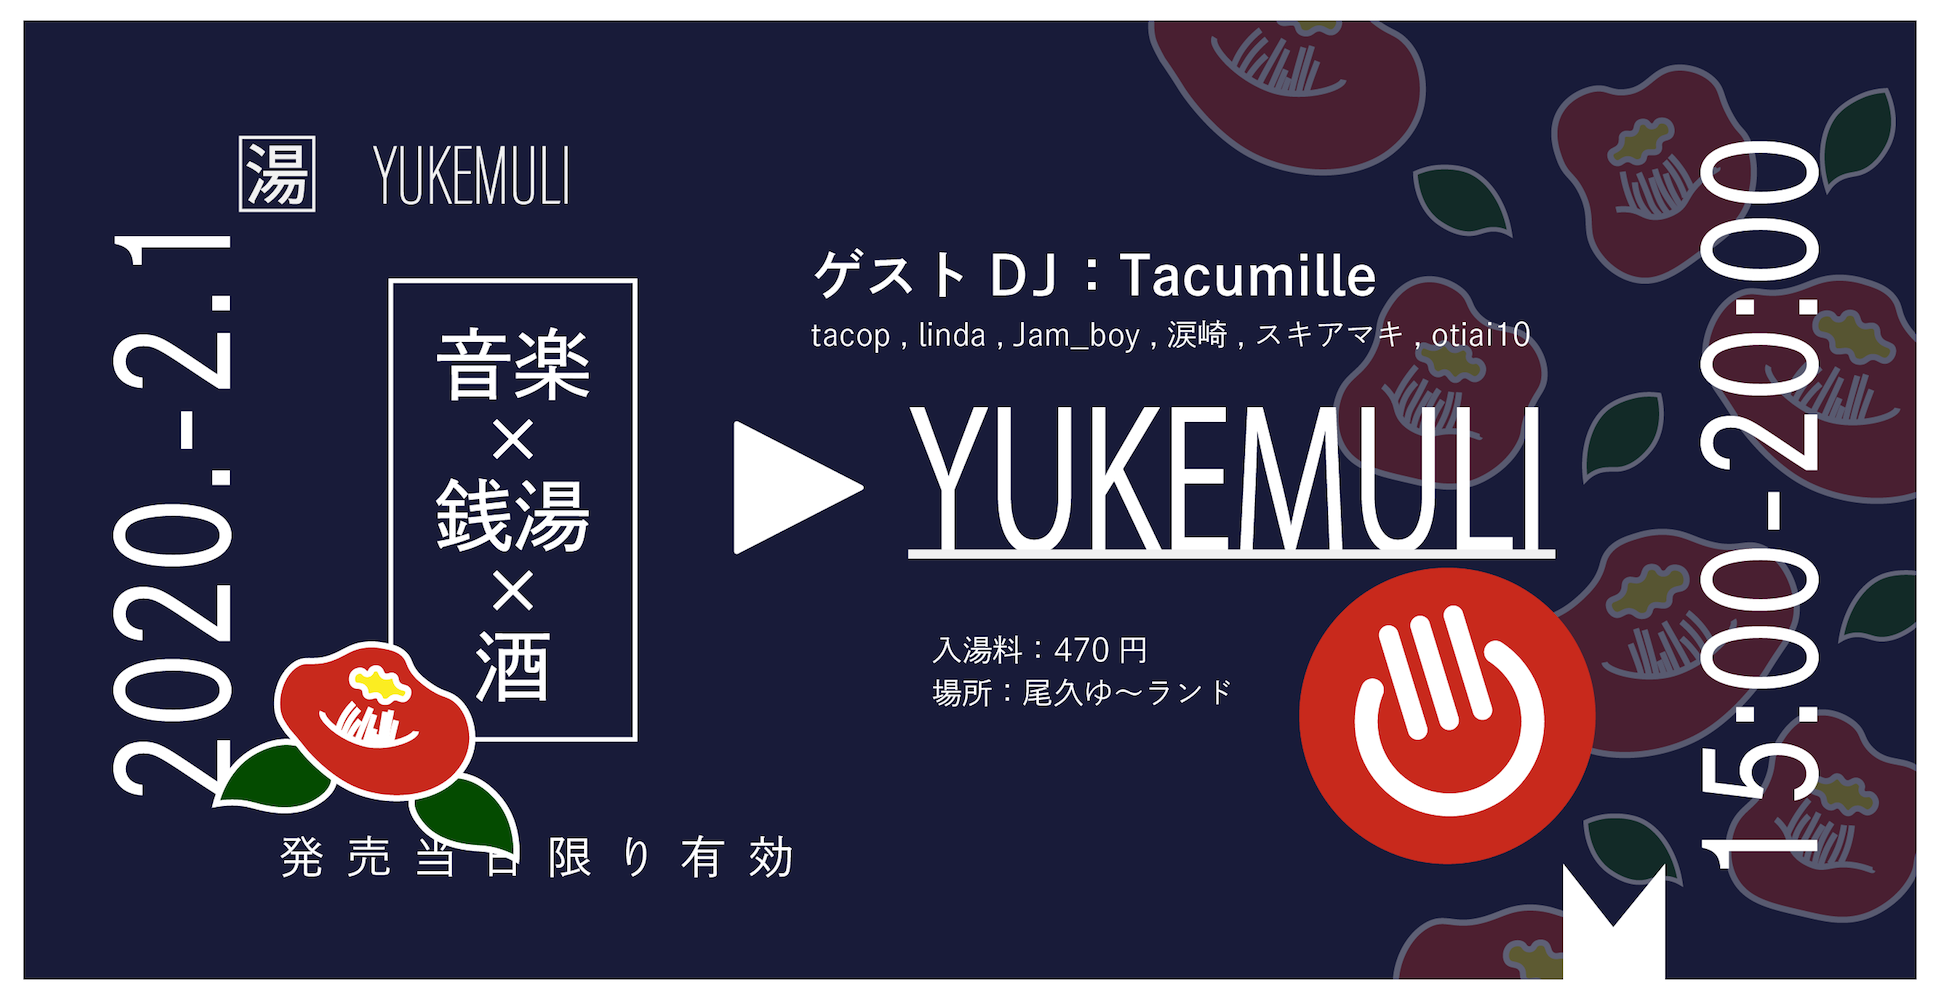 湯 YUKEMULI
2020.-2.1
音楽
×
銭湯
×
酒
発売当日限り有効
ゲスト DJ：Tacumille
tacop , linda , Jam_boy , 涙崎 , スキアマキ , otiai10
YUKEMULI
入湯料：470 円
場所：尾久ゆ～ランド
15:00-20:00